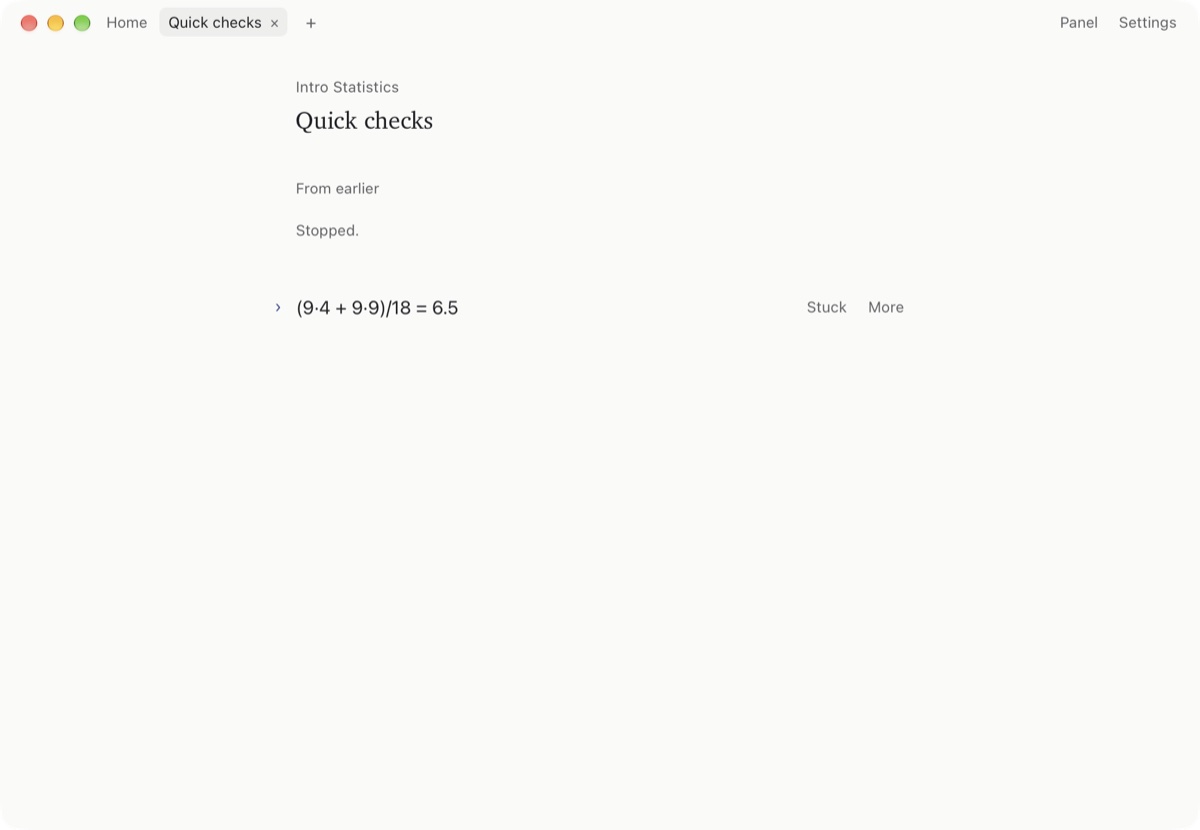 Home Quick checks × + Panel Settings
Intro Statistics
Quick checks
From earlier
Stopped.
› (9·4 + 9·9)/18 = 6.5 Stuck More